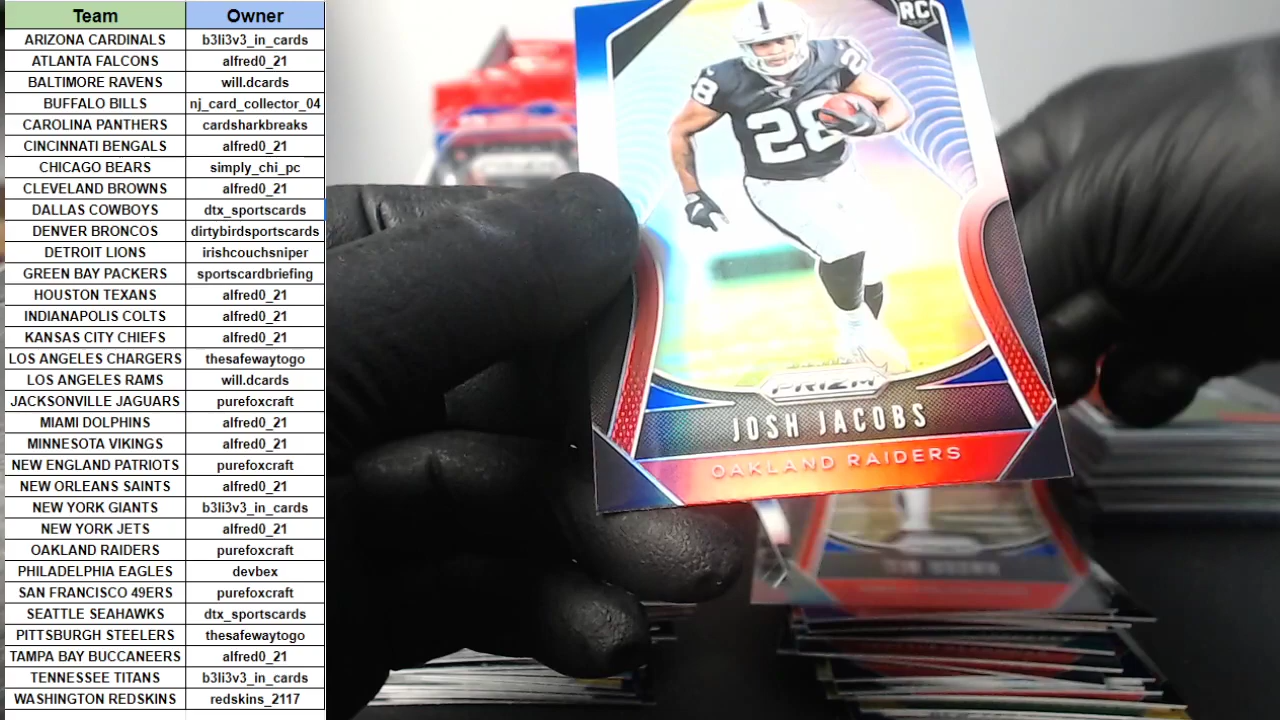 Team Owner
ARIZONA CARDINALS b3li3v3_in_cards
ATLANTA FALCONS alfred0_21
BALTIMORE RAVENS will.dcards
BUFFALO BILLS nj_card_collector_04
CAROLINA PANTHERS cardsharkbreaks
CINCINNATI BENGALS alfred0_21
CHICAGO BEARS simply_chi_pc
CLEVELAND BROWNS alfred0_21
DALLAS COWBOYS dtx_sportscards
DENVER BRONCOS dirtybirdsportscards
DETROIT LIONS irishcouchsniper
GREEN BAY PACKERS sportscardbriefing
HOUSTON TEXANS alfred0_21
INDIANAPOLIS COLTS alfred0_21
KANSAS CITY CHIEFS alfred0_21
LOS ANGELES CHARGERS thesafewaytogo
LOS ANGELES RAMS will.dcards
JACKSONVILLE JAGUARS purefoxcraft
MIAMI DOLPHINS alfred0_21
MINNESOTA VIKINGS alfred0_21
NEW ENGLAND PATRIOTS purefoxcraft
NEW ORLEANS SAINTS alfred0_21
NEW YORK GIANTS b3li3v3_in_cards
NEW YORK JETS alfred0_21
OAKLAND RAIDERS purefoxcraft
PHILADELPHIA EAGLES devbex
SAN FRANCISCO 49ERS purefoxcraft
SEATTLE SEAHAWKS dtx_sportscards
PITTSBURGH STEELERS thesafewaytogo
TAMPA BAY BUCCANEERS alfred0_21
TENNESSEE TITANS b3li3v3_in_cards
WASHINGTON REDSKINS redskins_2117
RC
28
28
28
PRIZM
JOSH JACOBS
OAKLAND RAIDERS